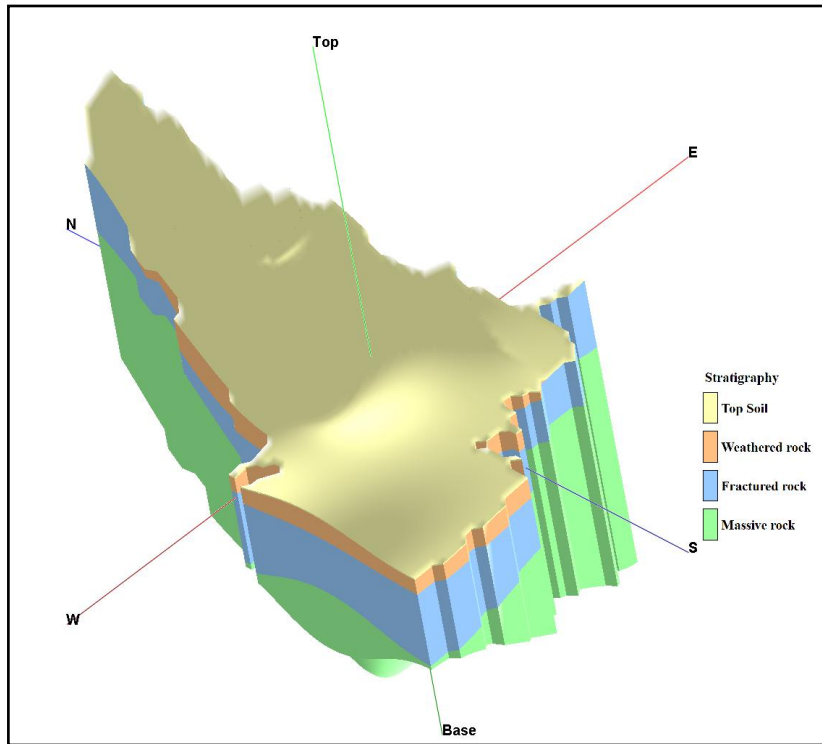 Top
E
N
Stratigraphy
Top Soil
Weathered rock
Fractured rock
Massive rock
S
W
Base